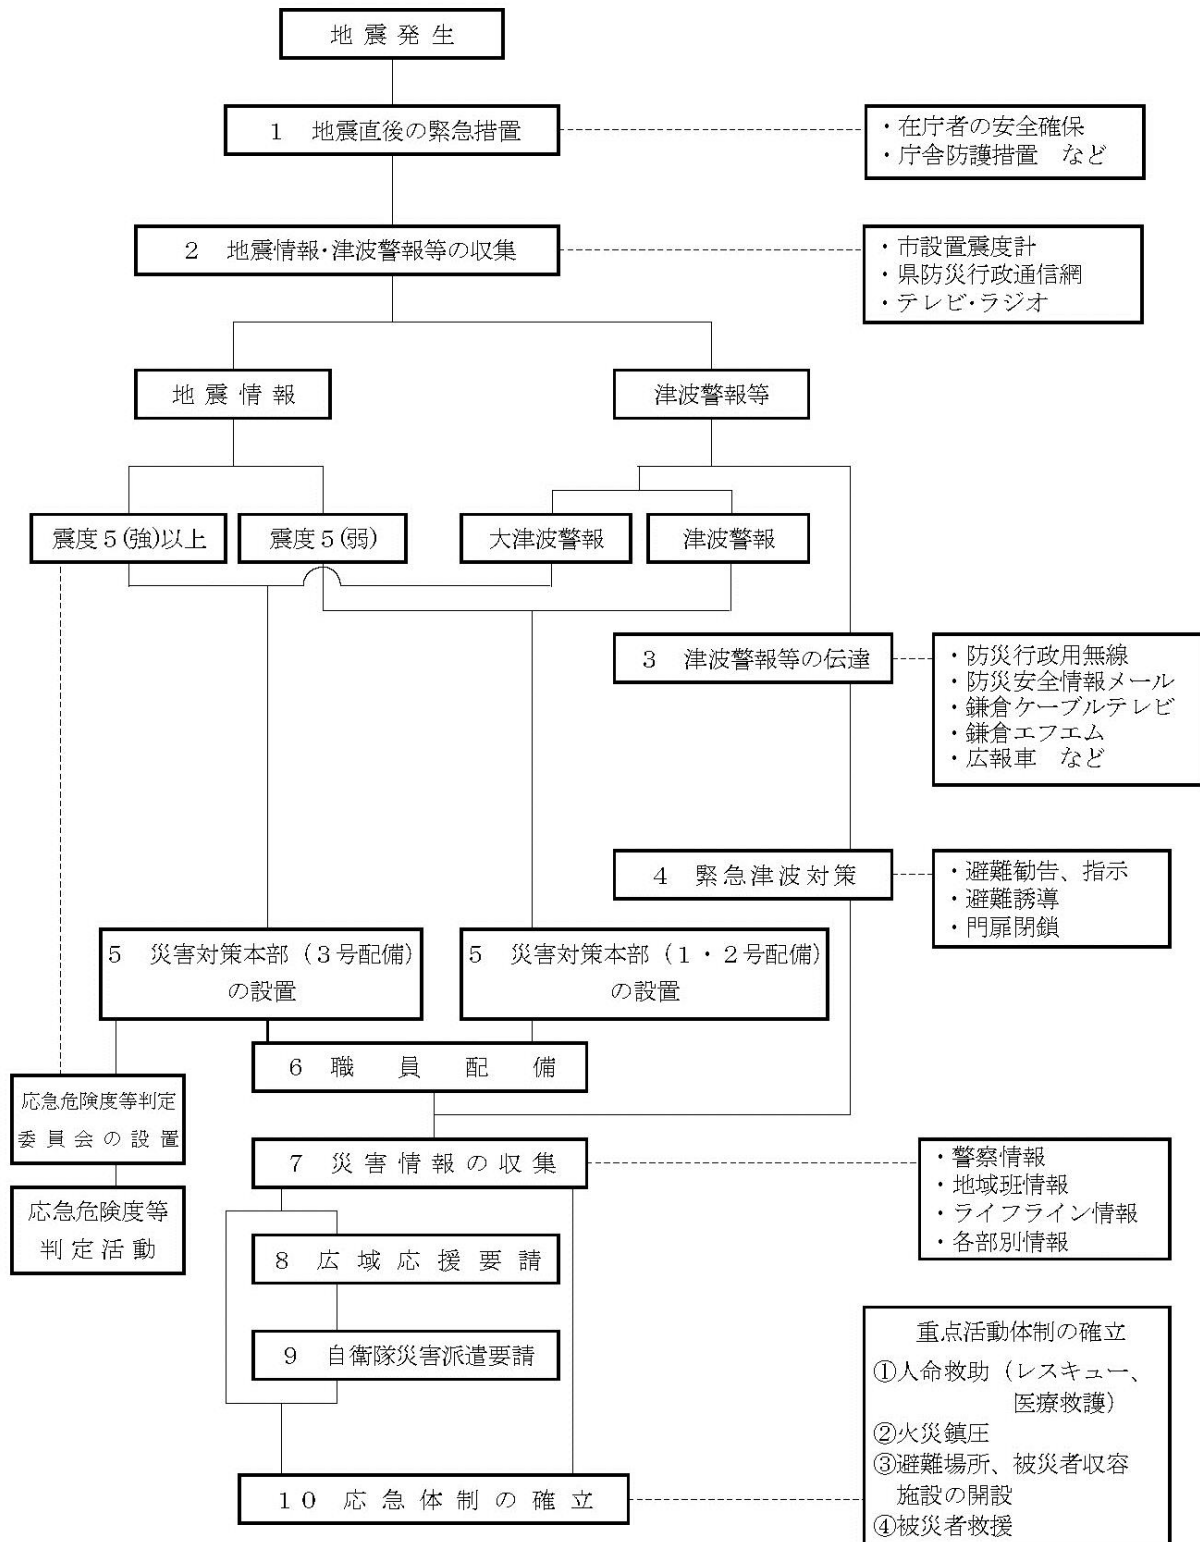 地震発生
1　地震直後の緊急措置
・在庁者の安全確保
・庁舎防護措置　など
2　地震情報・津波警報等の収集
・市設置震度計
・県防災行政通信網
・テレビ・ラジオ
地震情報
津波警報等
震度5(強)以上
震度5(弱)
大津波警報
津波警報
3　津波警報等の伝達
・防災行政用無線
・防災安全情報メール
・鎌倉ケーブルテレビ
・鎌倉エフエム
・広報車　など
4　緊急津波対策
・避難勧告、指示
・避難誘導
・門扉閉鎖
5　災害対策本部(3号配備)
の設置
5　災害対策本部(1・2号配備)
の設置
6　職員配備
応急危険度等判定
委員会の設置
7　災害情報の収集
・警察情報
・地域班情報
・ライフライン情報
・各部別情報
応急危険度等
判定活動
8　広域応援要請
9　自衛隊災害派遣要請
10　応急体制の確立
重点活動体制の確立
①人命救助(レスキュー、
医療救護)
②火災鎮圧
③避難場所、被災者収容
施設の開設
④被災者救援